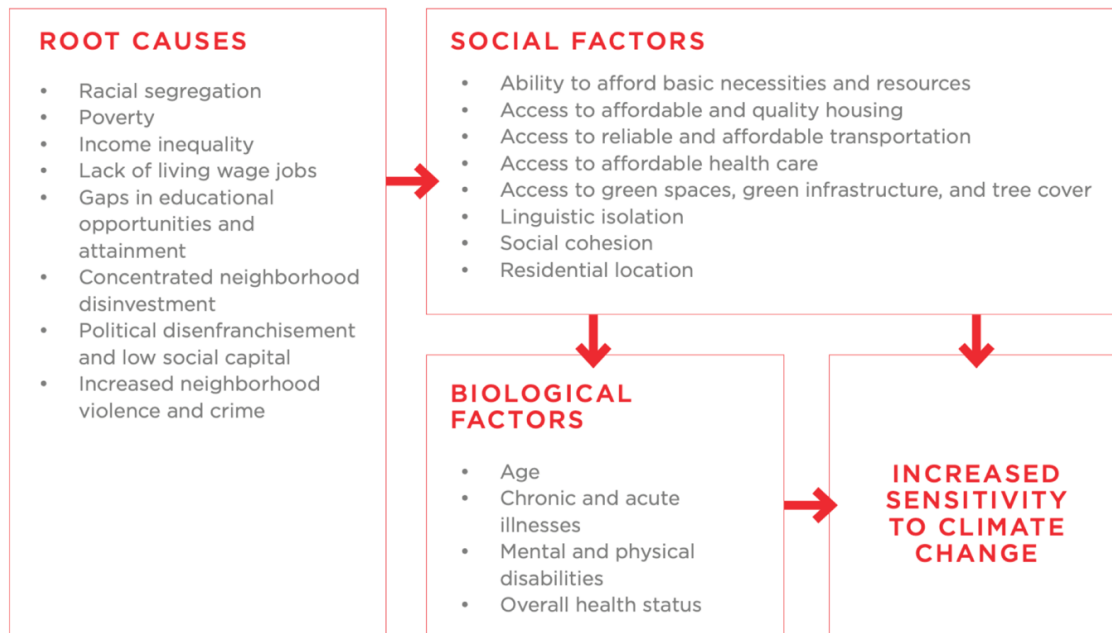 ROOT CAUSES
• Racial segregation
• Poverty
• Income inequality
• Lack of living wage jobs
• Gaps in educational
opportunities and
attainment
• Concentrated neighborhood
disinvestment
• Political disenfranchisement
and low social capital
• Increased neighborhood
violence and crime
SOCIAL FACTORS
• Ability to afford basic necessities and resources
• Access to affordable and quality housing
• Access to reliable and affordable transportation
• Access to affordable health care
• Access to green spaces, green infrastructure, and tree cover
• Linguistic isolation
• Social cohesion
• Residential location
BIOLOGICAL
FACTORS
• Age
• Chronic and acute
illnesses
• Mental and physical
disabilities
• Overall health status
INCREASED
SENSITIVITY
TO CLIMATE
CHANGE